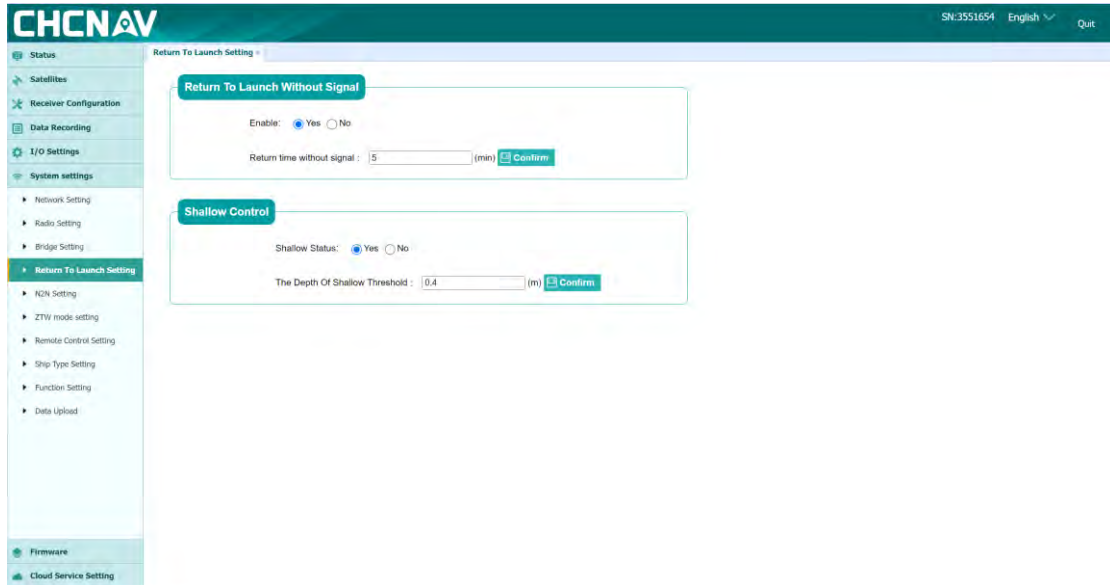 CHCNAV
SN:3551654 English Quit
Status
Satellites
Receiver Configuration
Data Recording
I/O Settings
System settings
Network Setting
Radio Setting
Bridge Setting
Return To Launch Setting
N2N Setting
ZTW mode setting
Remote Control Setting
Ship Type Setting
Function Setting
Data Upload
Firmware
Cloud Service Setting
Return To Launch Setting ×
Return To Launch Without Signal
Enable: Yes No
Return time without signal : 5 (min) Confirm
Shallow Control
Shallow Status: Yes No
The Depth Of Shallow Threshold : 0.4 (m) Confirm